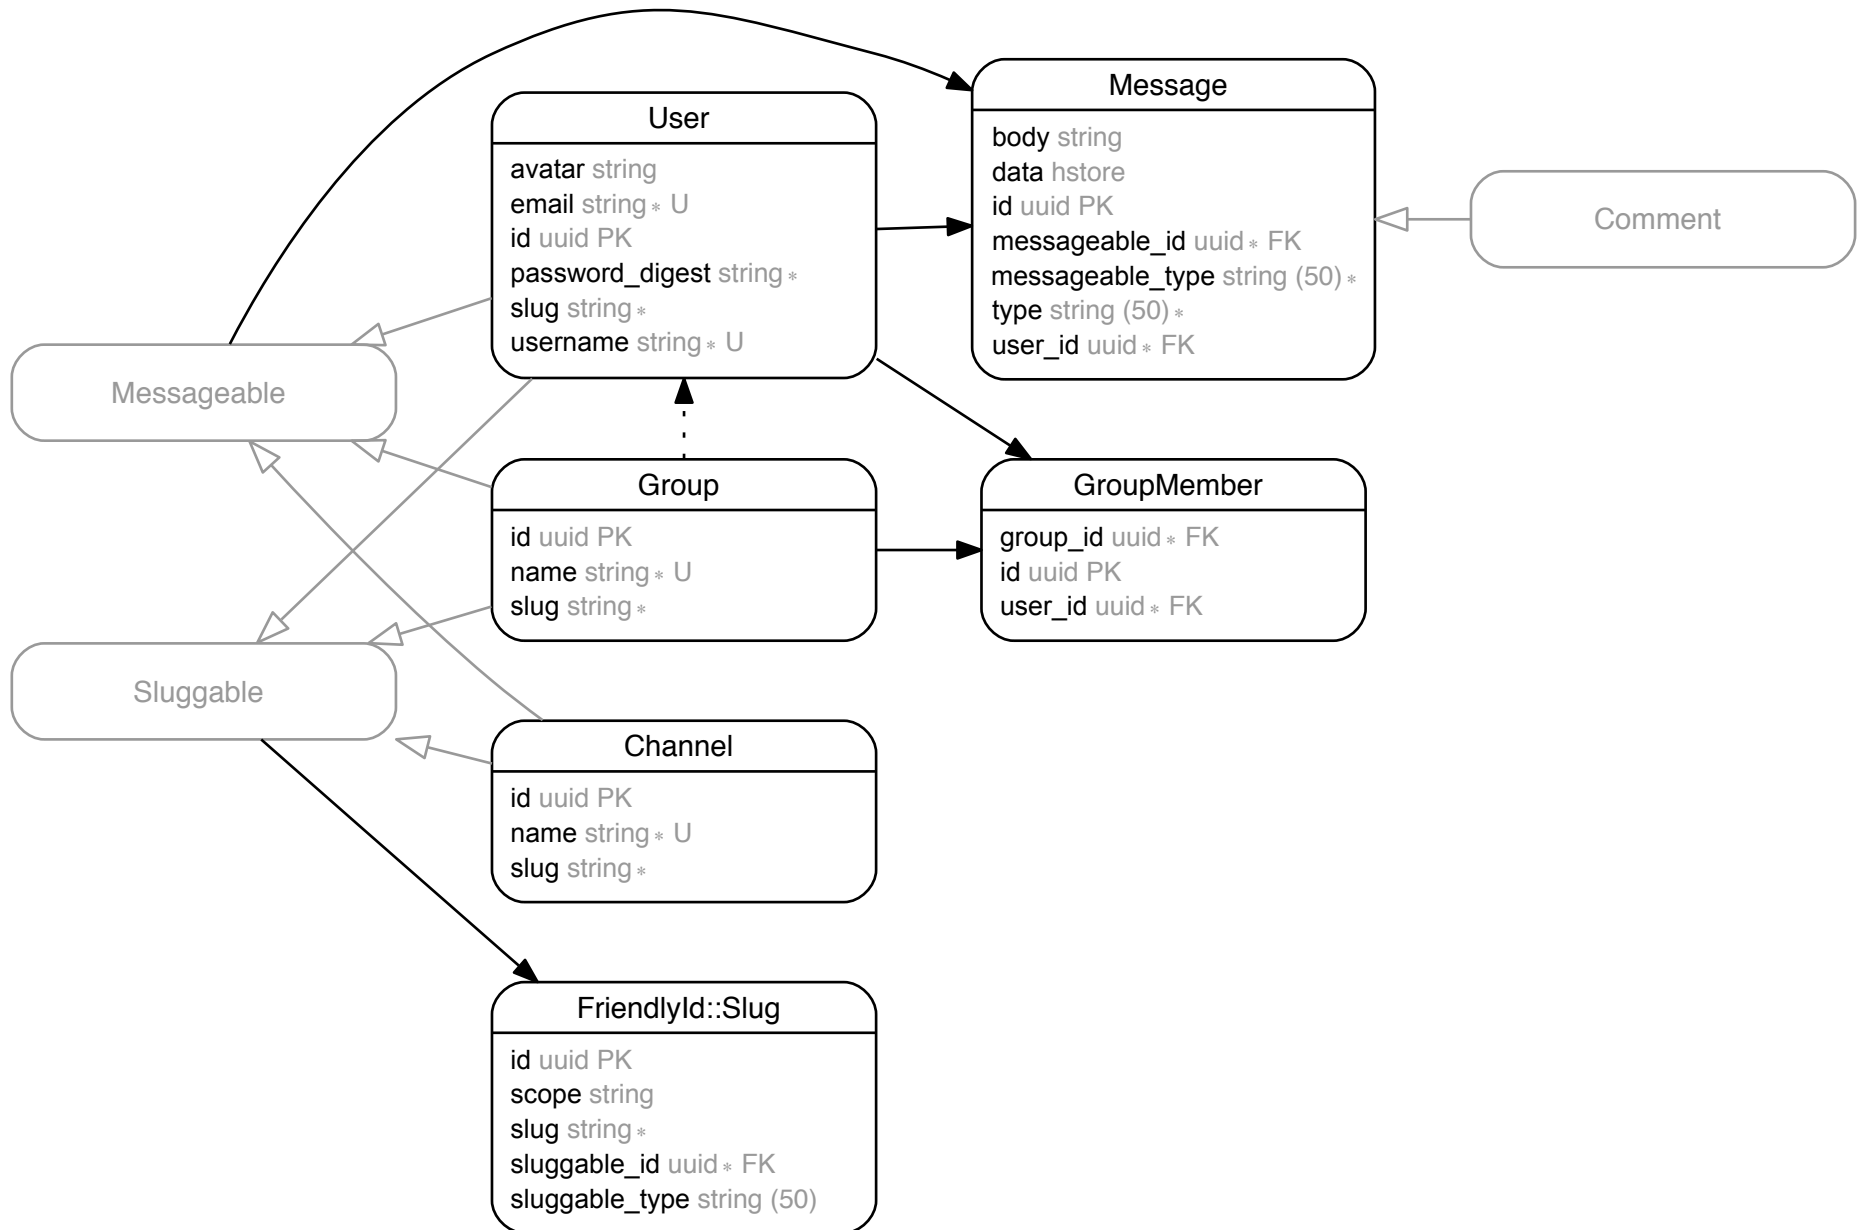 Message
body string
data hstore
id uuid PK
messageable_id uuid ∗ FK
messageable_type string (50) ∗
type string (50) ∗
user_id uuid ∗ FK
User
avatar string
email string ∗ U
id uuid PK
password_digest string ∗
slug string ∗
username string ∗ U
Comment
Messageable
Group
id uuid PK
name string ∗ U
slug string ∗
GroupMember
group_id uuid ∗ FK
id uuid PK
user_id uuid ∗ FK
Sluggable
Channel
id uuid PK
name string ∗ U
slug string ∗
FriendlyId::Slug
id uuid PK
scope string
slug string ∗
sluggable_id uuid ∗ FK
sluggable_type string (50)